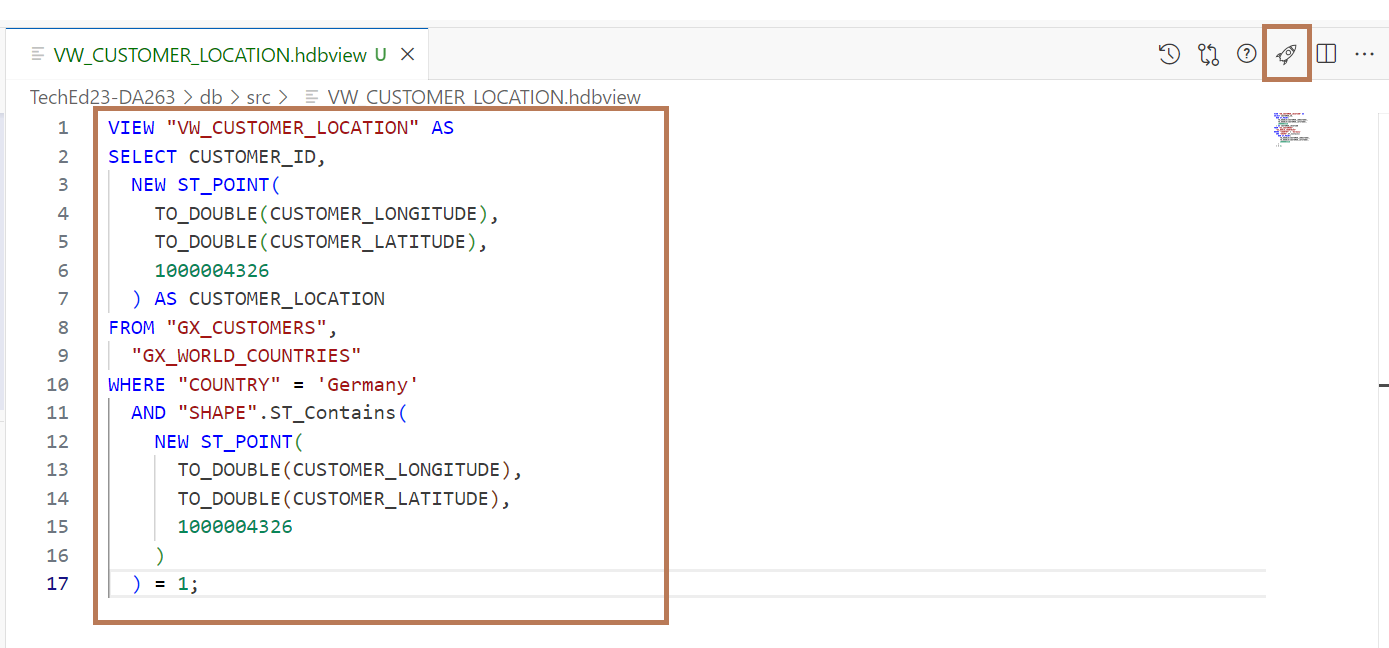 VW_CUSTOMER_LOCATION.hdbview U
TechEd23-DA263 > db > src > VW_CUSTOMER_LOCATION.hdbview
1 VIEW "VW_CUSTOMER_LOCATION" AS
2 SELECT CUSTOMER_ID,
3 NEW ST_POINT(
4 TO_DOUBLE(CUSTOMER_LONGITUDE),
5 TO_DOUBLE(CUSTOMER_LATITUDE),
6 1000004326
7 ) AS CUSTOMER_LOCATION
8 FROM "GX_CUSTOMERS",
9 "GX_WORLD_COUNTRIES"
10 WHERE "COUNTRY" = 'Germany'
11 AND "SHAPE".ST_Contains(
12 NEW ST_POINT(
13 TO_DOUBLE(CUSTOMER_LONGITUDE),
14 TO_DOUBLE(CUSTOMER_LATITUDE),
15 1000004326
16 )
17 ) = 1;